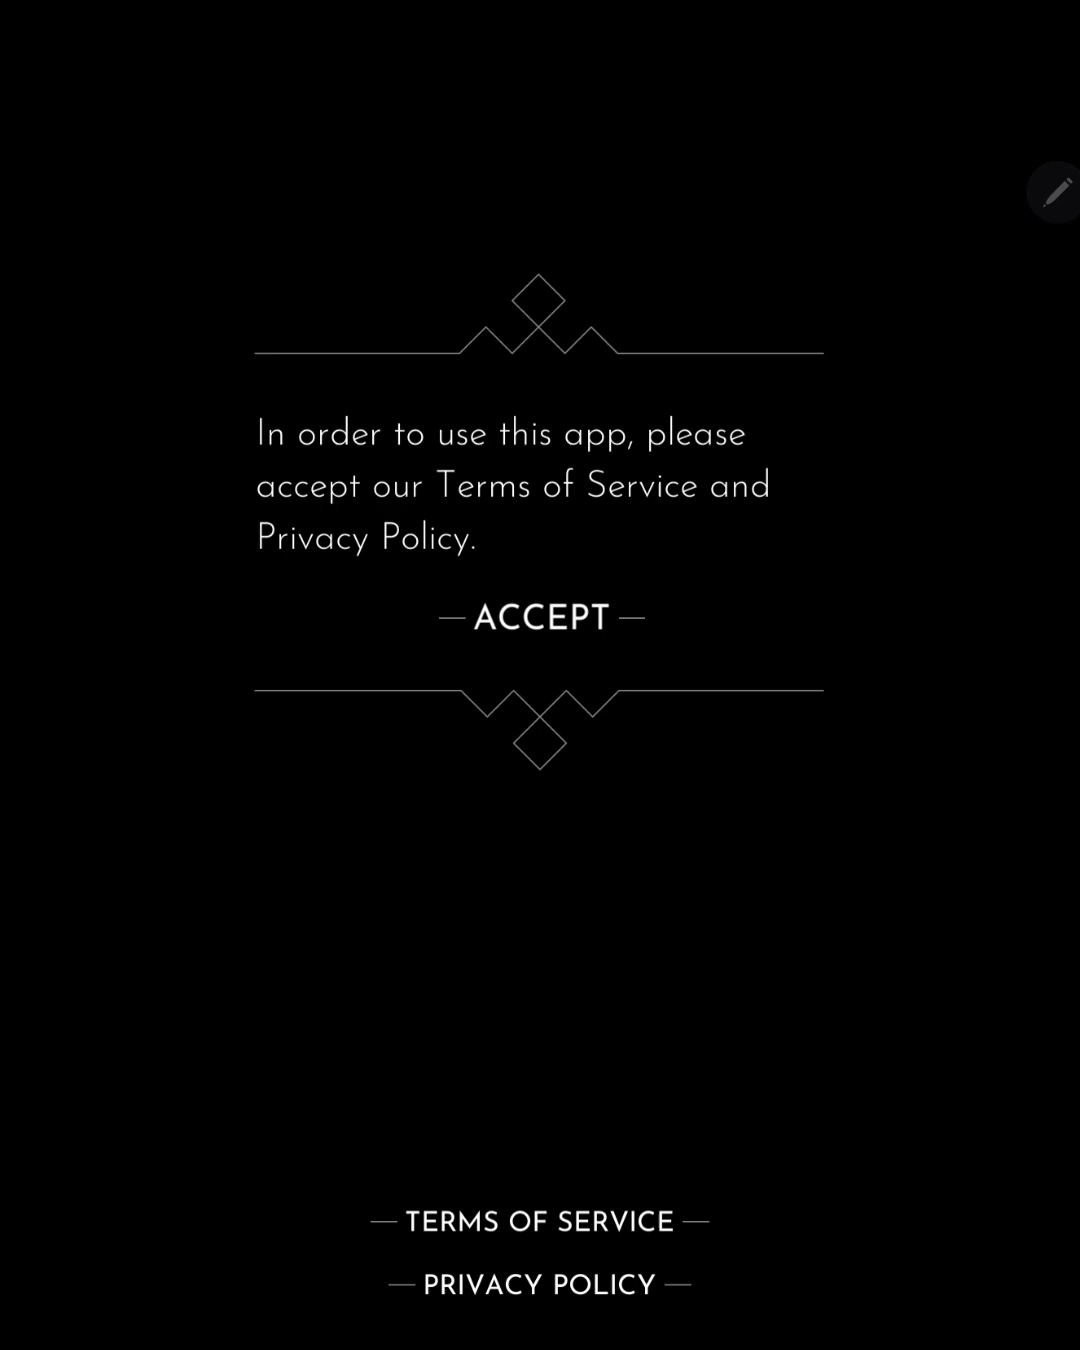 In order to use this app, please
accept our Terms of Service and
Privacy Policy.
ACCEPT
TERMS OF SERVICE
PRIVACY POLICY